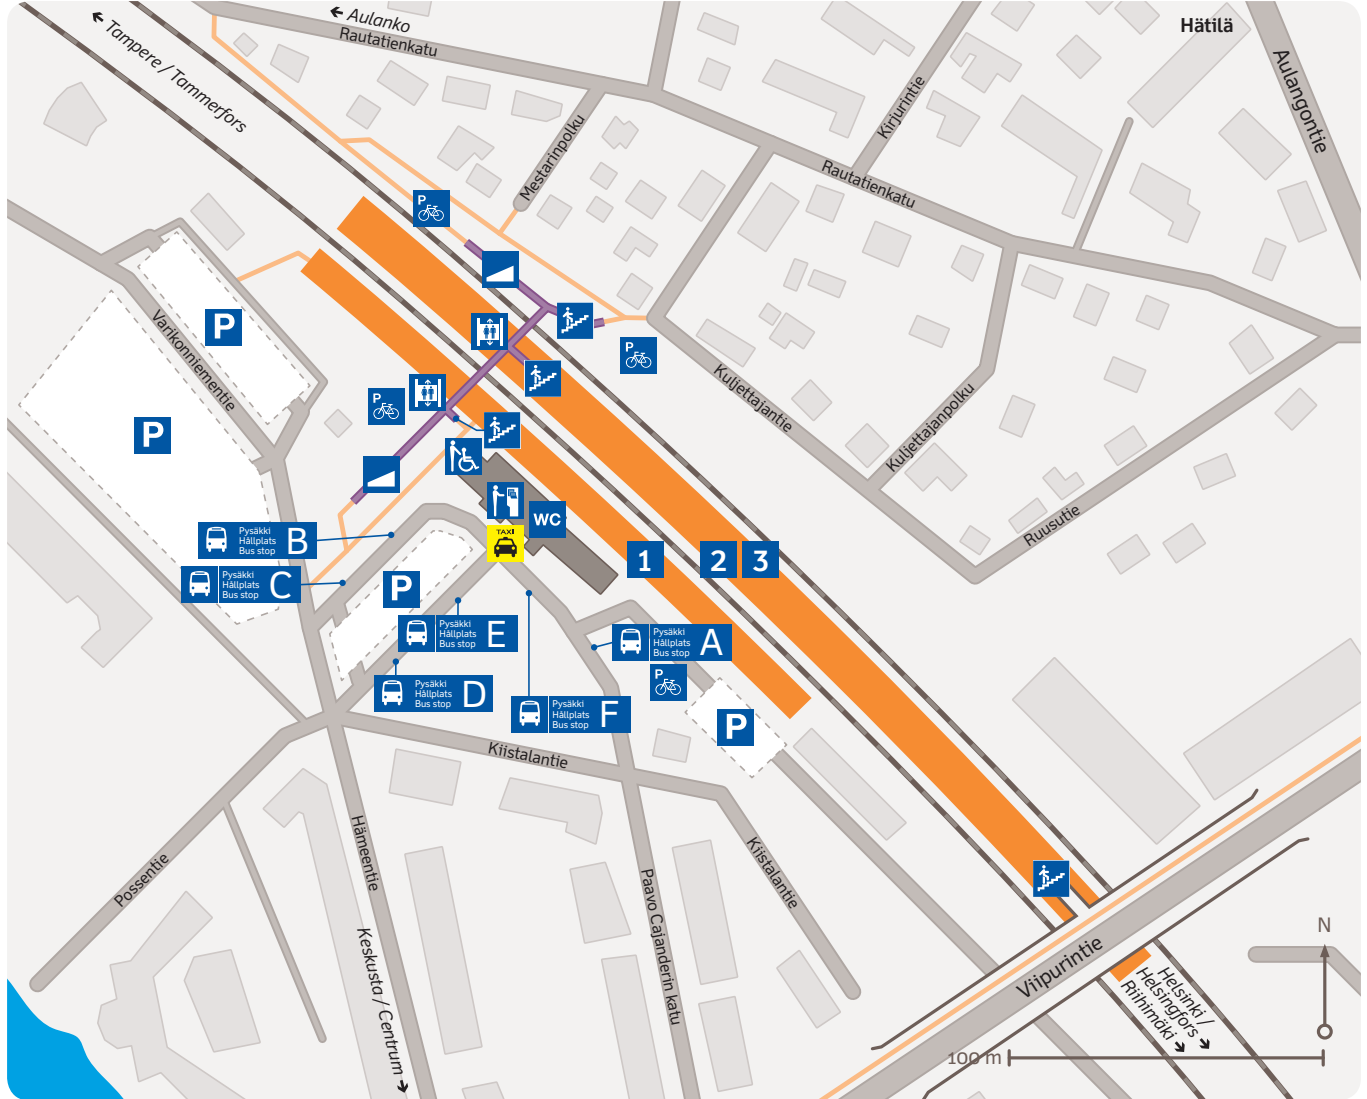 ← Aulanko
Rautatienkatu
Hätilä
Aulangontie
← Tampere / Tammerfors
Kirjurintie
Mestarinpolku
Rautatienkatu
P
P
P
Varikonniementie
P
P
P
Kuljettajantie
Kuljettajanpolku
Ruusutie
WC
TAXI
1
2
3
Pysäkki
Hållplats
Bus stop
B
Pysäkki
Hållplats
Bus stop
C
P
Pysäkki
Hållplats
Bus stop
E
Pysäkki
Hållplats
Bus stop
A
P
Pysäkki
Hållplats
Bus stop
D
Pysäkki
Hållplats
Bus stop
F
P
Kiistalantie
Kiistalantie
Possentie
Hämeentie
Paavo Cajanderin katu
Keskusta / Centrum →
Viipurintie
Helsinki /
Helsingfors →
Riihimäki →
N
100 m